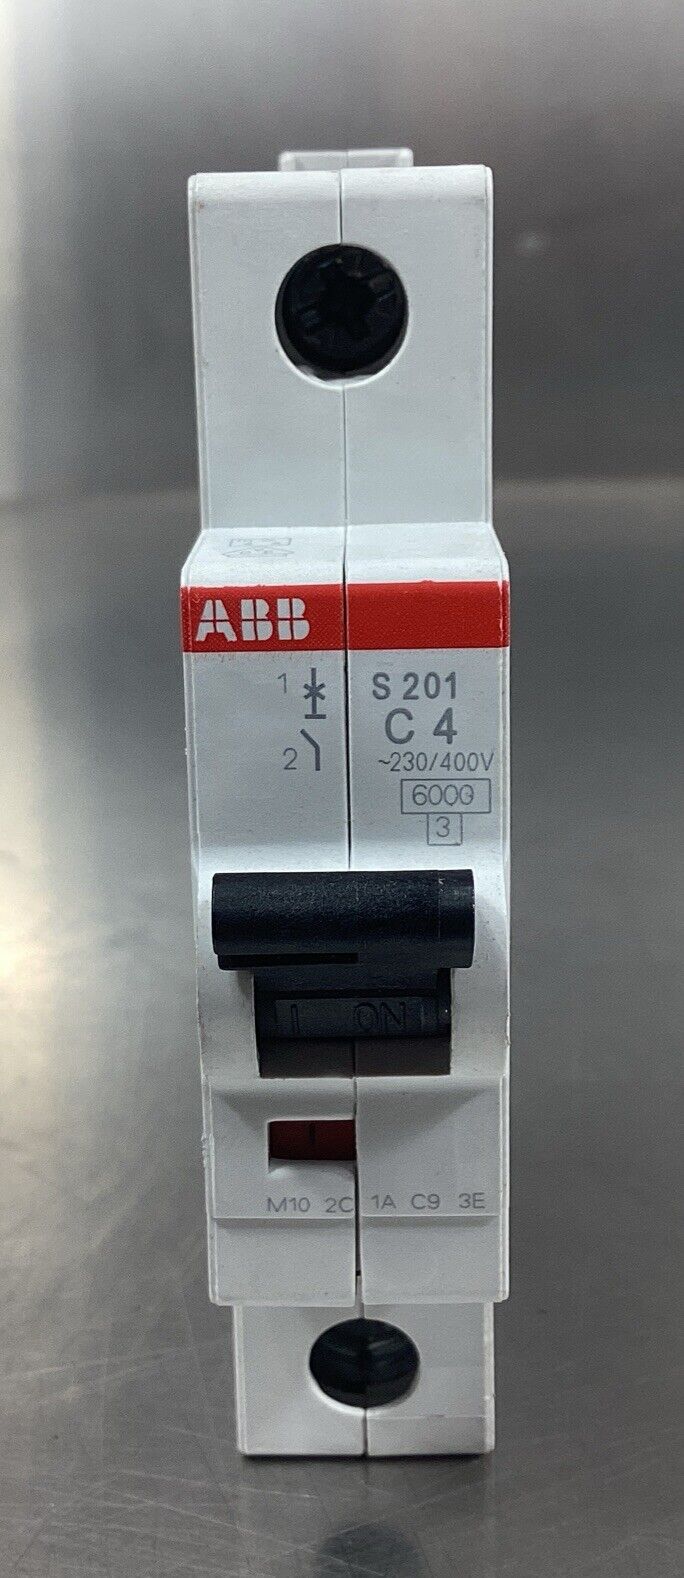 ABB
1 S 201
C 4
2 ~230/400V
6000
3
I ON
I
M10 2C 1A C9 3E